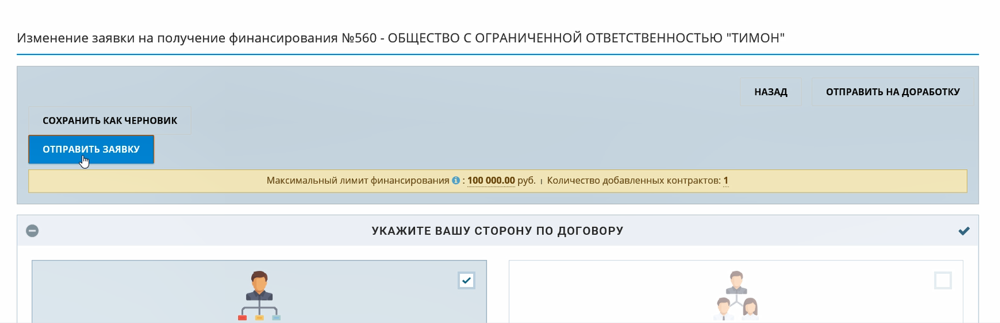 Изменение заявки на получение финансирования №560 - ОБЩЕСТВО С ОГРАНИЧЕННОЙ ОТВЕТСТВЕННОСТЬЮ "ТИМОН"
НАЗАД
ОТПРАВИТЬ НА ДОРАБОТКУ
СОХРАНИТЬ КАК ЧЕРНОВИК
ОТПРАВИТЬ ЗАЯВКУ
Максимальный лимит финансирования : 100 000.00 руб. | Количество добавленных контрактов: 1
УКАЖИТЕ ВАШУ СТОРОНУ ПО ДОГОВОРУ